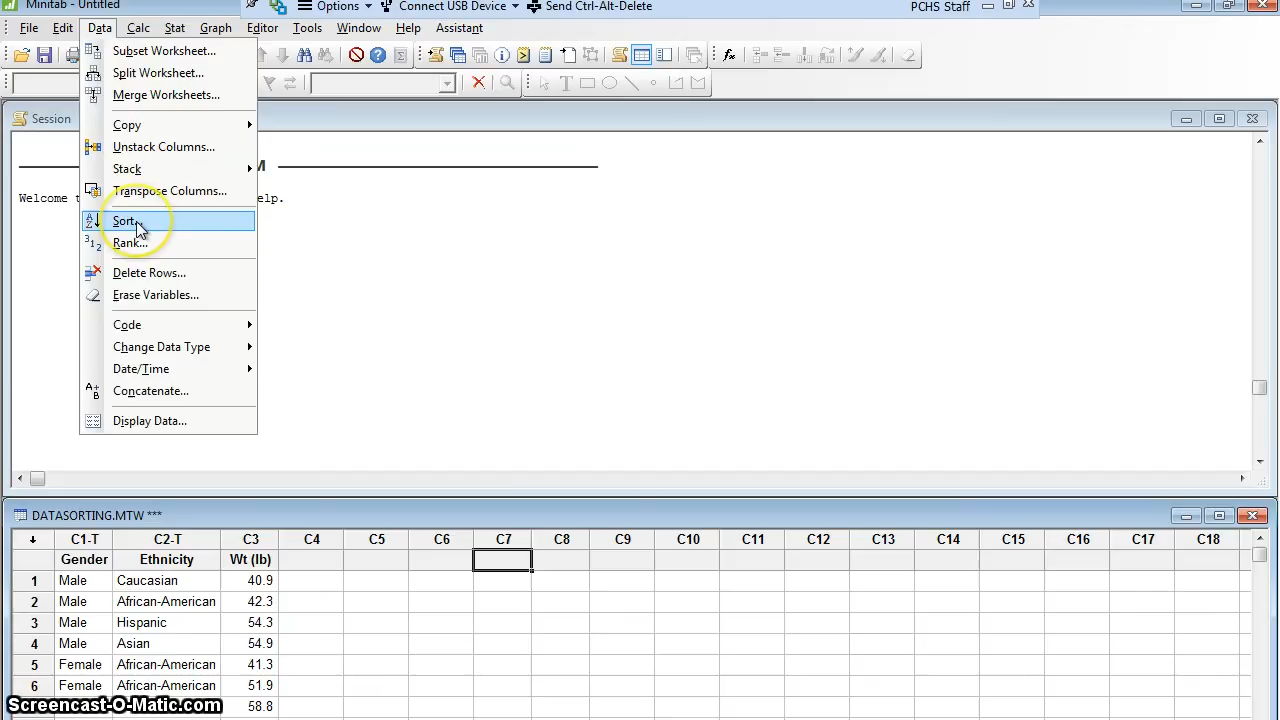 Minitab - Untitled
Options
Connect USB Device
Send Ctrl-Alt-Delete
PCHS Staff
File Edit Data Calc Stat Graph Editor Tools Window Help Assistant
Subset Worksheet...
Split Worksheet...
Merge Worksheets...
Copy
Unstack Columns...
Stack
Transpose Columns...
Sort...
Rank...
Delete Rows...
Erase Variables...
Code
Change Data Type
Date/Time
Concatenate...
Display Data...
Session
M
Welcome t elp.
DATASORTING.MTW ***
C1-T C2-T C3 C4 C5 C6 C7 C8 C9 C10 C11 C12 C13 C14 C15 C16 C17 C18
Gender Ethnicity Wt (lb)
1 Male Caucasian 40.9
2 Male African-American 42.3
3 Male Hispanic 54.3
4 Male Asian 54.9
5 Female African-American 41.3
6 Female African-American 51.9
58.8
Screencast-O-Matic.com